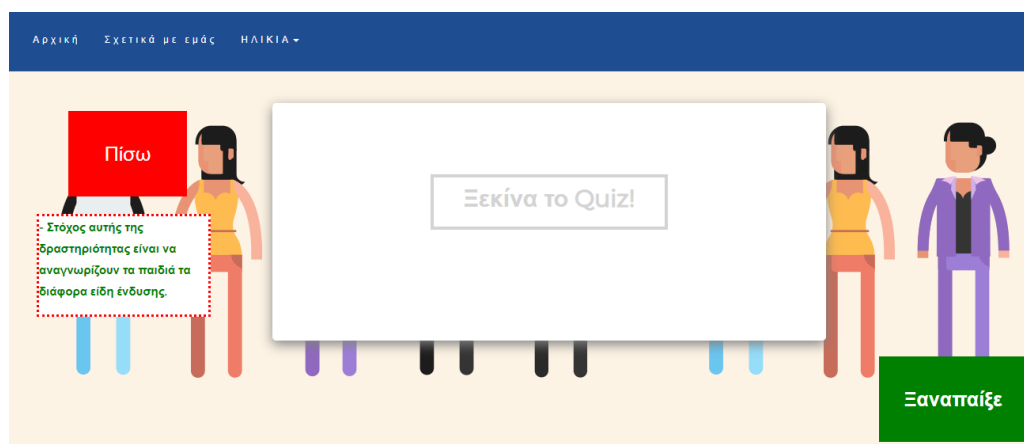 Αρχική Σχετικά με εμάς ΗΛΙΚΙΑ
Πίσω
Ξεκίνα το Quiz!
- Στόχος αυτής της
δραστηριότητας είναι να
αναγνωρίζουν τα παιδιά τα
διάφορα είδη ένδυσης.
Ξαναπαίξε